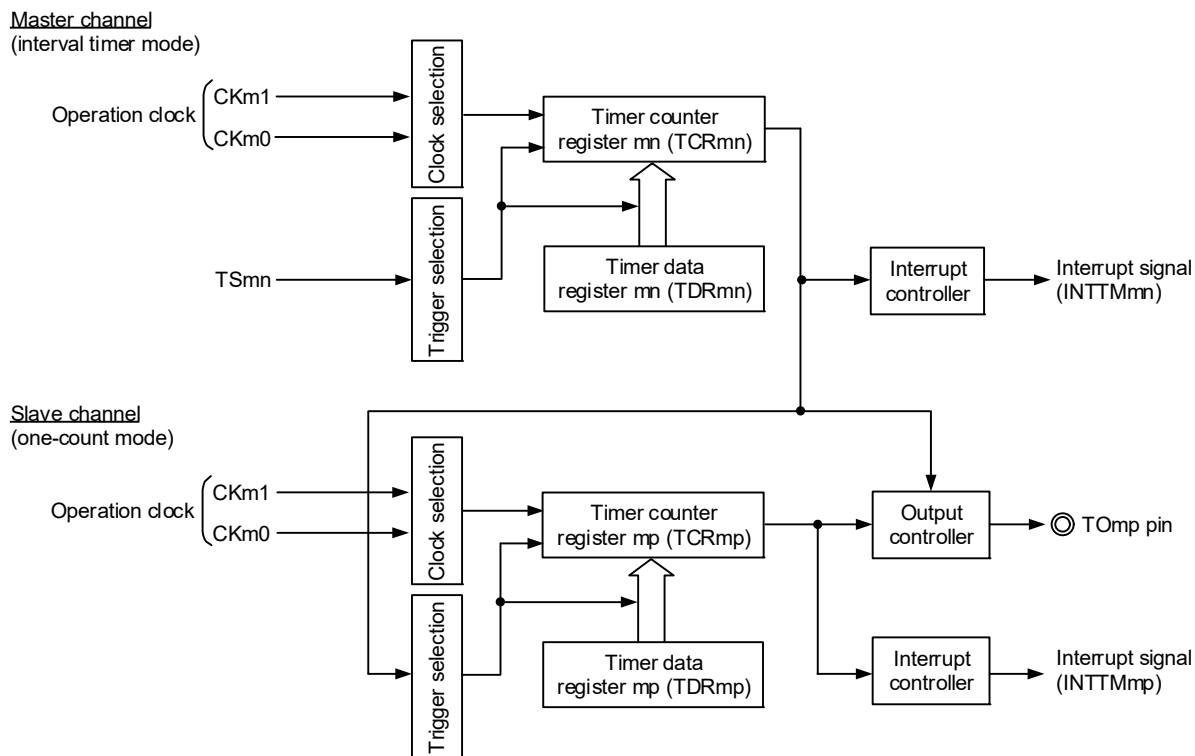 Master channel
(interval timer mode)
Operation clock
CKm1
CKm0
Clock selection
Timer counter
register mn (TCRmn)
TSmn
Trigger selection
Timer data
register mn (TDRmn)
Interrupt
controller
Interrupt signal
(INTTMmn)
Slave channel
(one-count mode)
Operation clock
CKm1
CKm0
Clock selection
Timer counter
register mp (TCRmp)
Output
controller
TOmp pin
Trigger selection
Timer data
register mp (TDRmp)
Interrupt
controller
Interrupt signal
(INTTMmp)